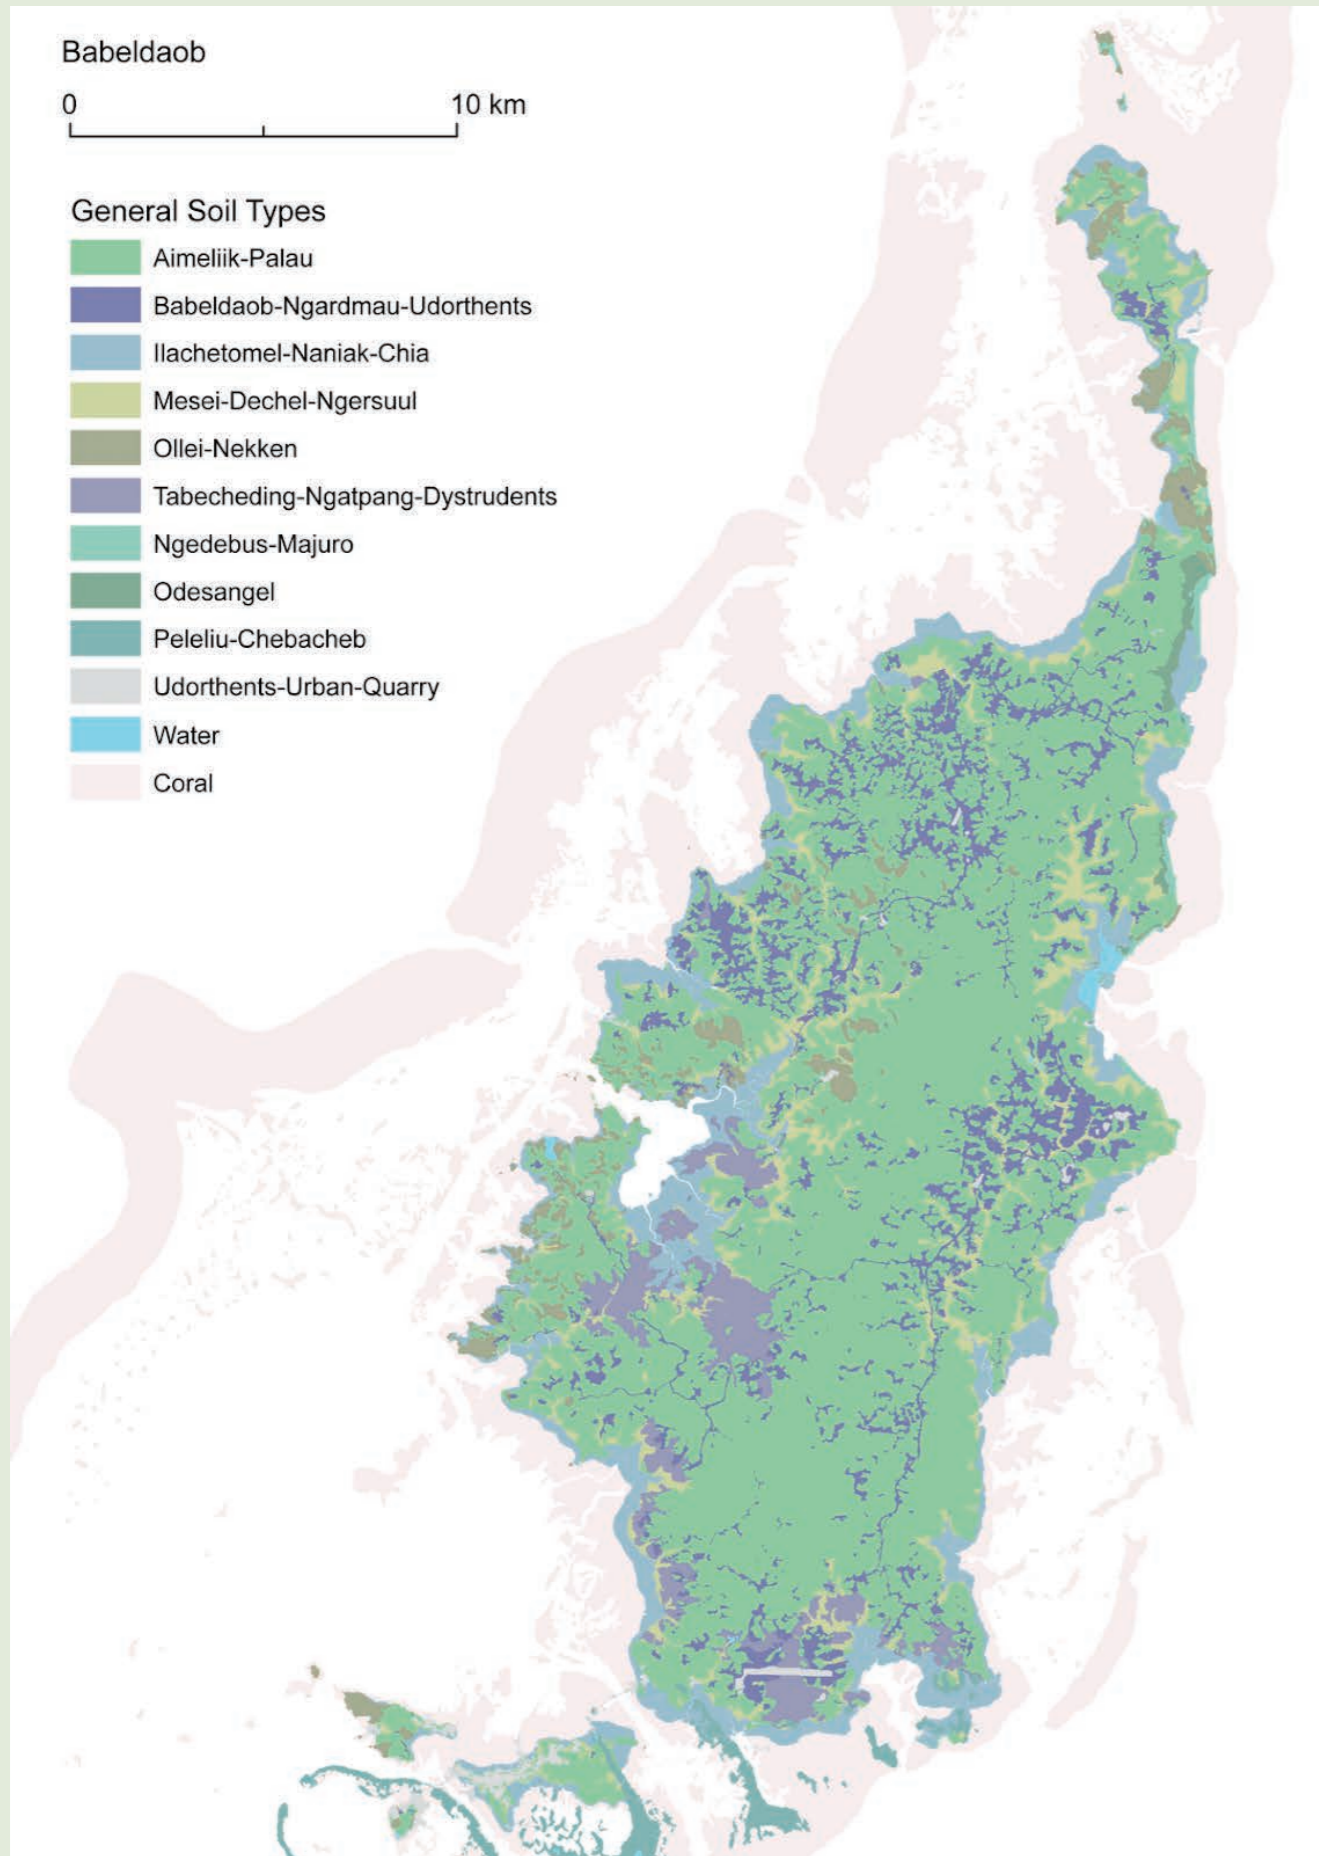 Babeldaob
0 10 km
General Soil Types
Aimeliik-Palau
Babeldaob-Ngardmau-Udorthents
Ilachetomel-Naniak-Chia
Mesei-Dechel-Ngersuul
Ollei-Nekken
Tabecheding-Ngatpang-Dystrudents
Ngedebus-Majuro
Odesangel
Peleliu-Chebacheb
Udorthents-Urban-Quarry
Water
Coral